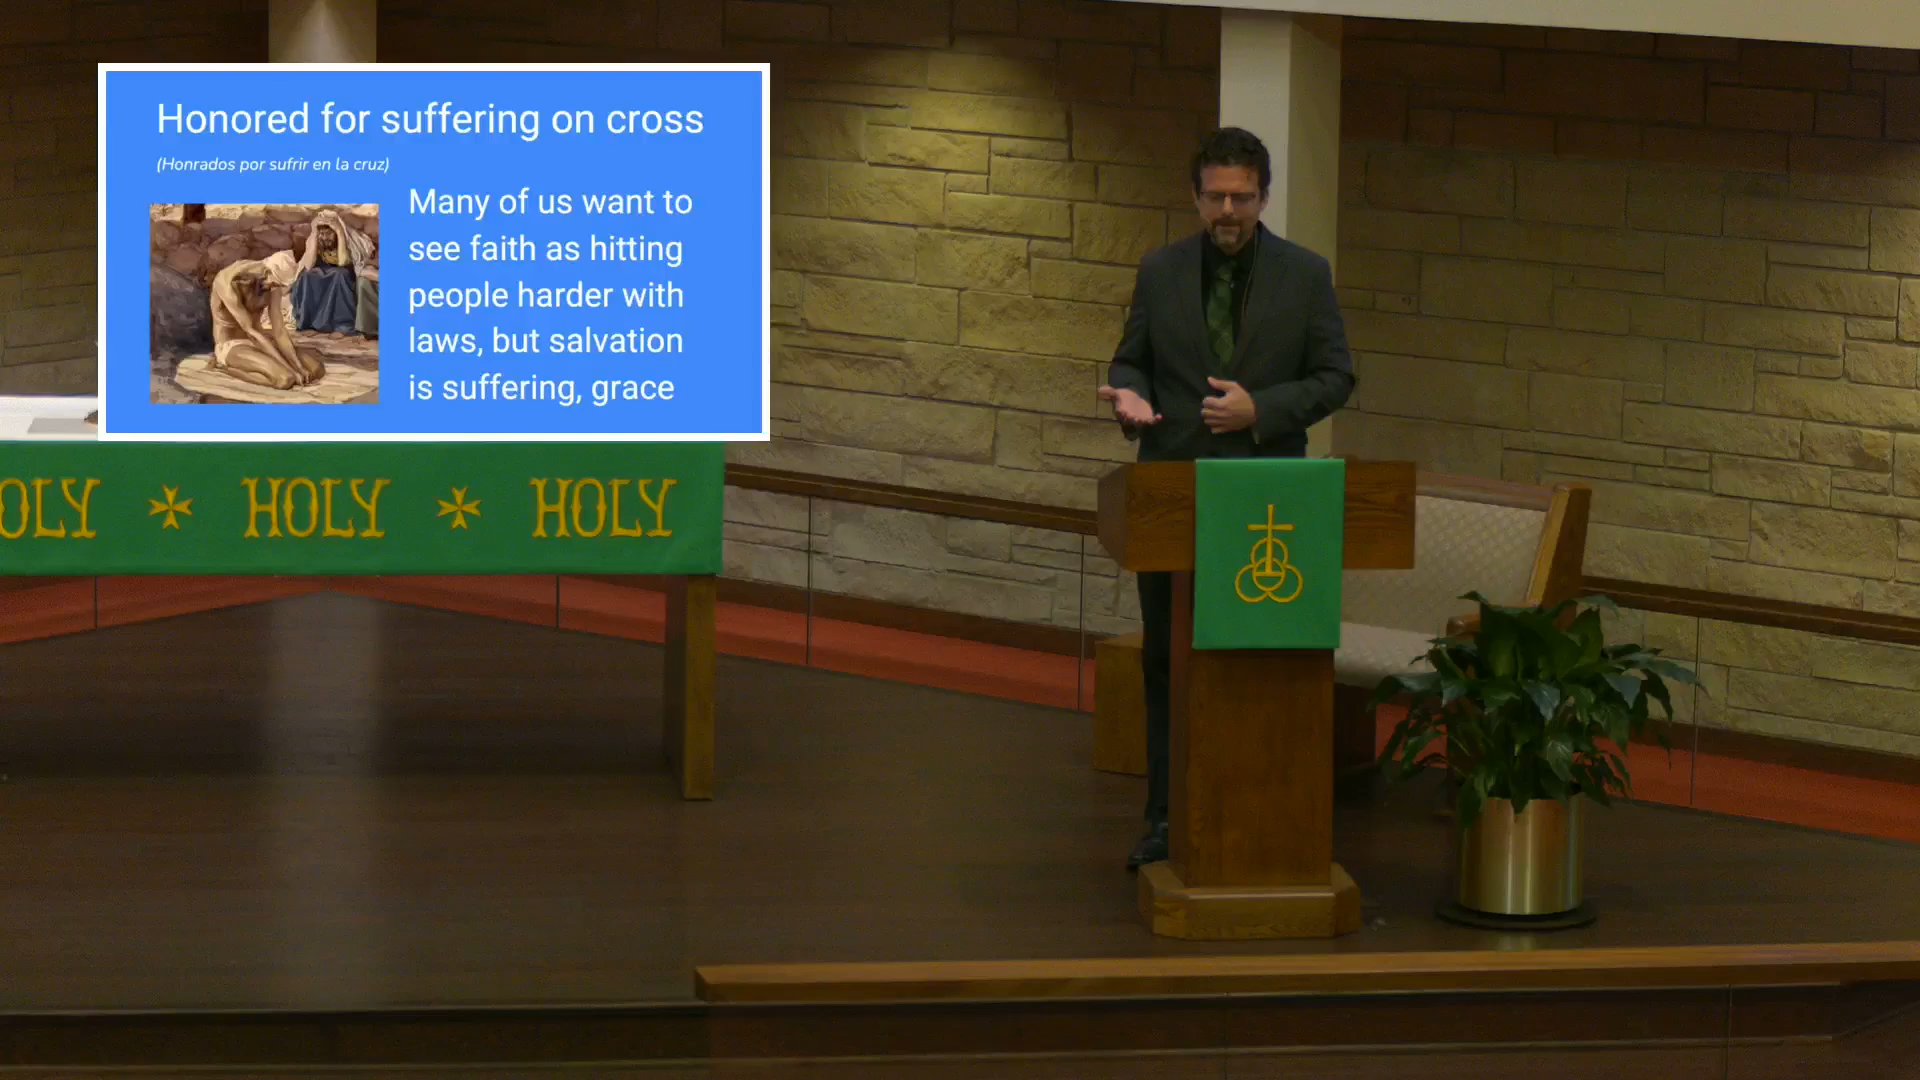 Honored for suffering on cross
(Honrados por sufrir en la cruz)
Many of us want to
see faith as hitting
people harder with
laws, but salvation
is suffering, grace
OLY HOLY HOLY